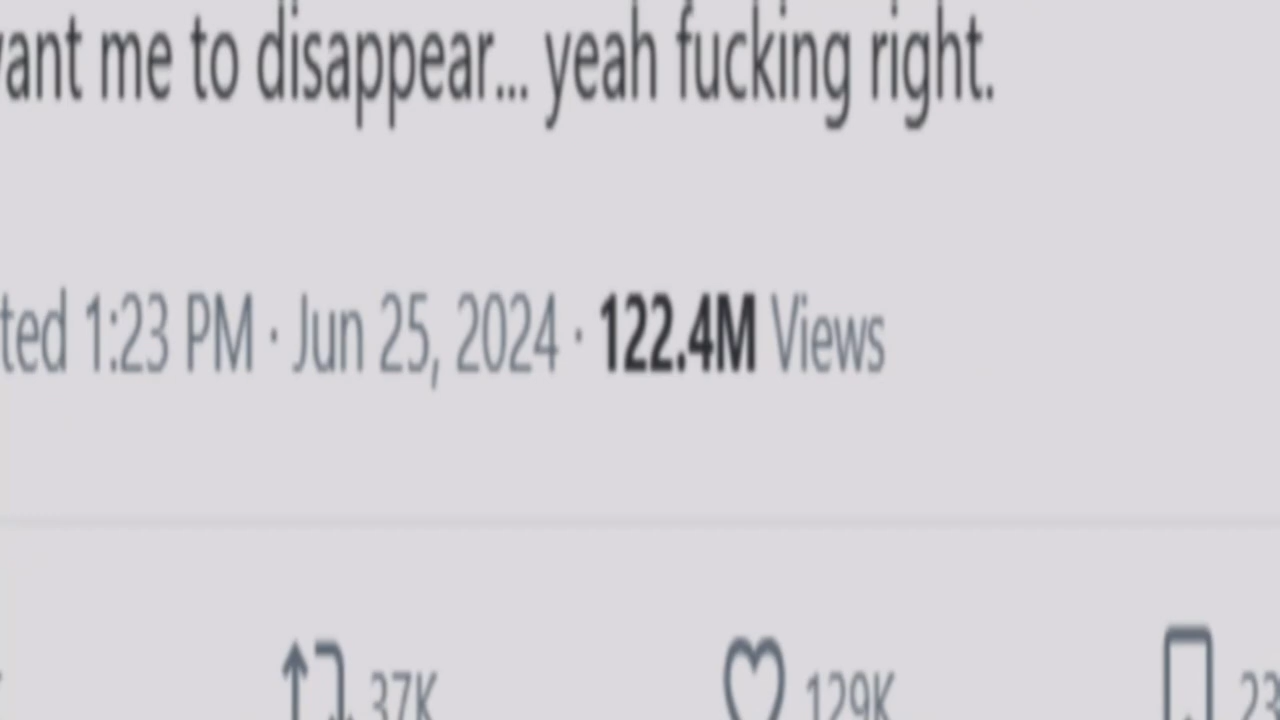 want me to disappear... yeah fucking right.
ted 1:23 PM · Jun 25, 2024 · 122.4M Views
37K 129K 23